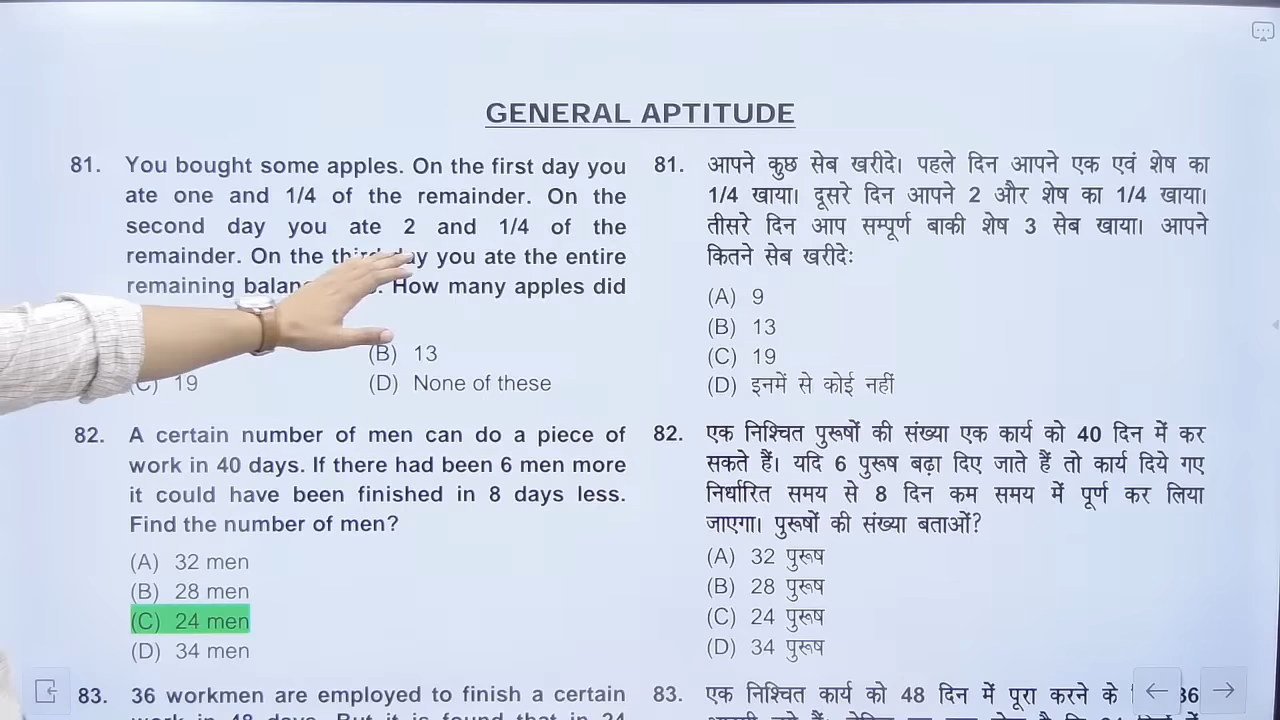 GENERAL APTITUDE
81. You bought some apples. On the first day you
ate one and 1/4 of the remainder. On the
second day you ate 2 and 1/4 of the
remainder. On the you ate the entire
remaining How many apples did
(B) 13
(C) 19 (D) None of these
82. A certain number of men can do a piece of
work in 40 days. If there had been 6 men more
it could have been finished in 8 days less.
Find the number of men?
(A) 32 men
(B) 28 men
(C) 24 men
(D) 34 men
83. 36 workmen are employed to finish a certain
81. आपने कुछ सेब खरीदे। पहले दिन आपने एक एवं शेष का
1/4 खाया। दूसरे दिन आपने 2 और शेष का 1/4 खाया।
तीसरे दिन आप सम्पूर्ण बाकी शेष 3 सेब खाया। आपने
कितने सेब खरीदेः
(A) 9
(B) 13
(C) 19
(D) इनमें से कोई नहीं
82. एक निश्चित पुरूषों की संख्या एक कार्य को 40 दिन में कर
सकते हैं। यदि 6 पुरूष बढ़ा दिए जाते हैं तो कार्य दिये गए
निर्धारित समय से 8 दिन कम समय में पूर्ण कर लिया
जाएगा। पुरूषों की संख्या बताओं?
(A) 32 पुरूष
(B) 28 पुरूष
(C) 24 पुरूष
(D) 34 पुरूष
83. एक निश्चित कार्य को 48 दिन में पूरा करने के 36